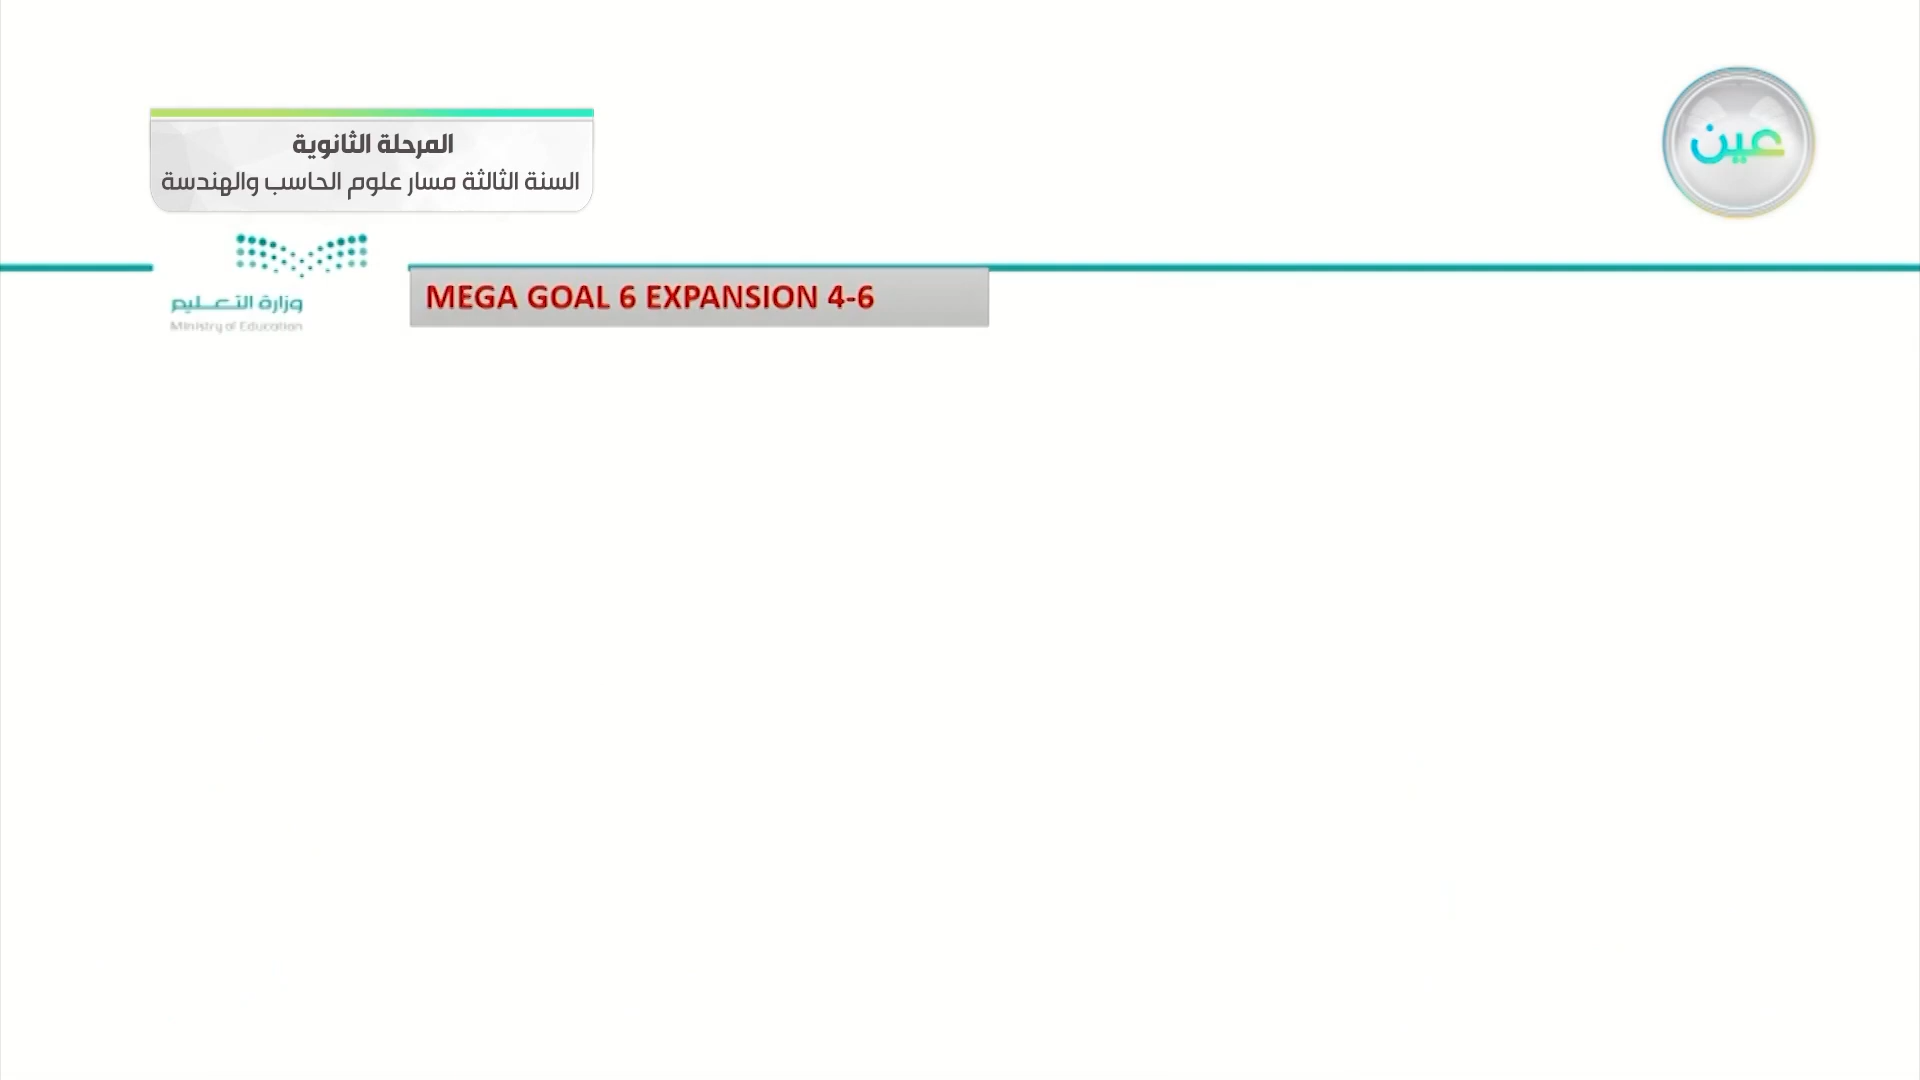 المرحلة الثانوية
السنة الثالثة مسار علوم الحاسب والهندسة
عين
وزارة التعليم
Ministry of Education
MEGA GOAL 6 EXPANSION 4-6